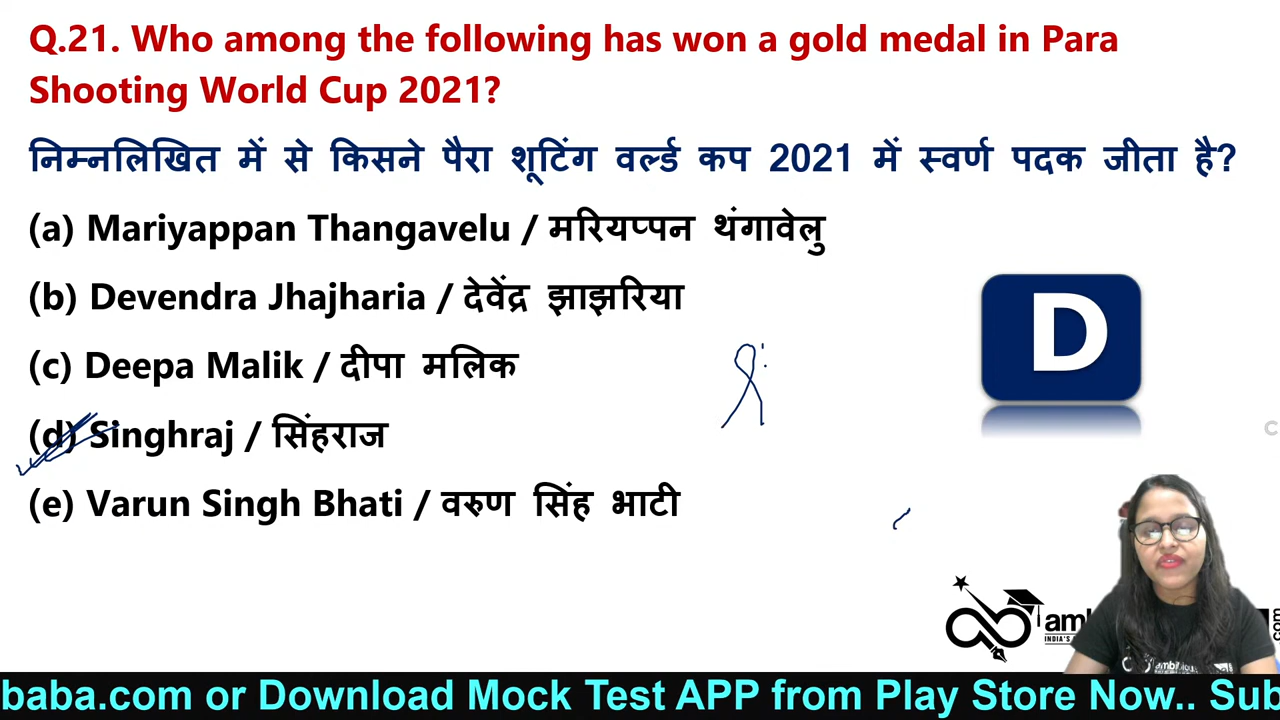 Q.21. Who among the following has won a gold medal in Para
Shooting World Cup 2021?
निम्नलिखित में से किसने पैरा शूटिंग वर्ल्ड कप 2021 में स्वर्ण पदक जीता है?
(a) Mariyappan Thangavelu / मरियप्पन थंगावेलु
(b) Devendra Jhajharia / देवेंद्र झाझरिया
D
(c) Deepa Malik / दीपा मलिक
(d) Singhraj / सिंहराज
(e) Varun Singh Bhati / वरुण सिंह भाटी
INDIA'S
com
baba.com or Download Mock Test APP from Play Store Now.. Sub